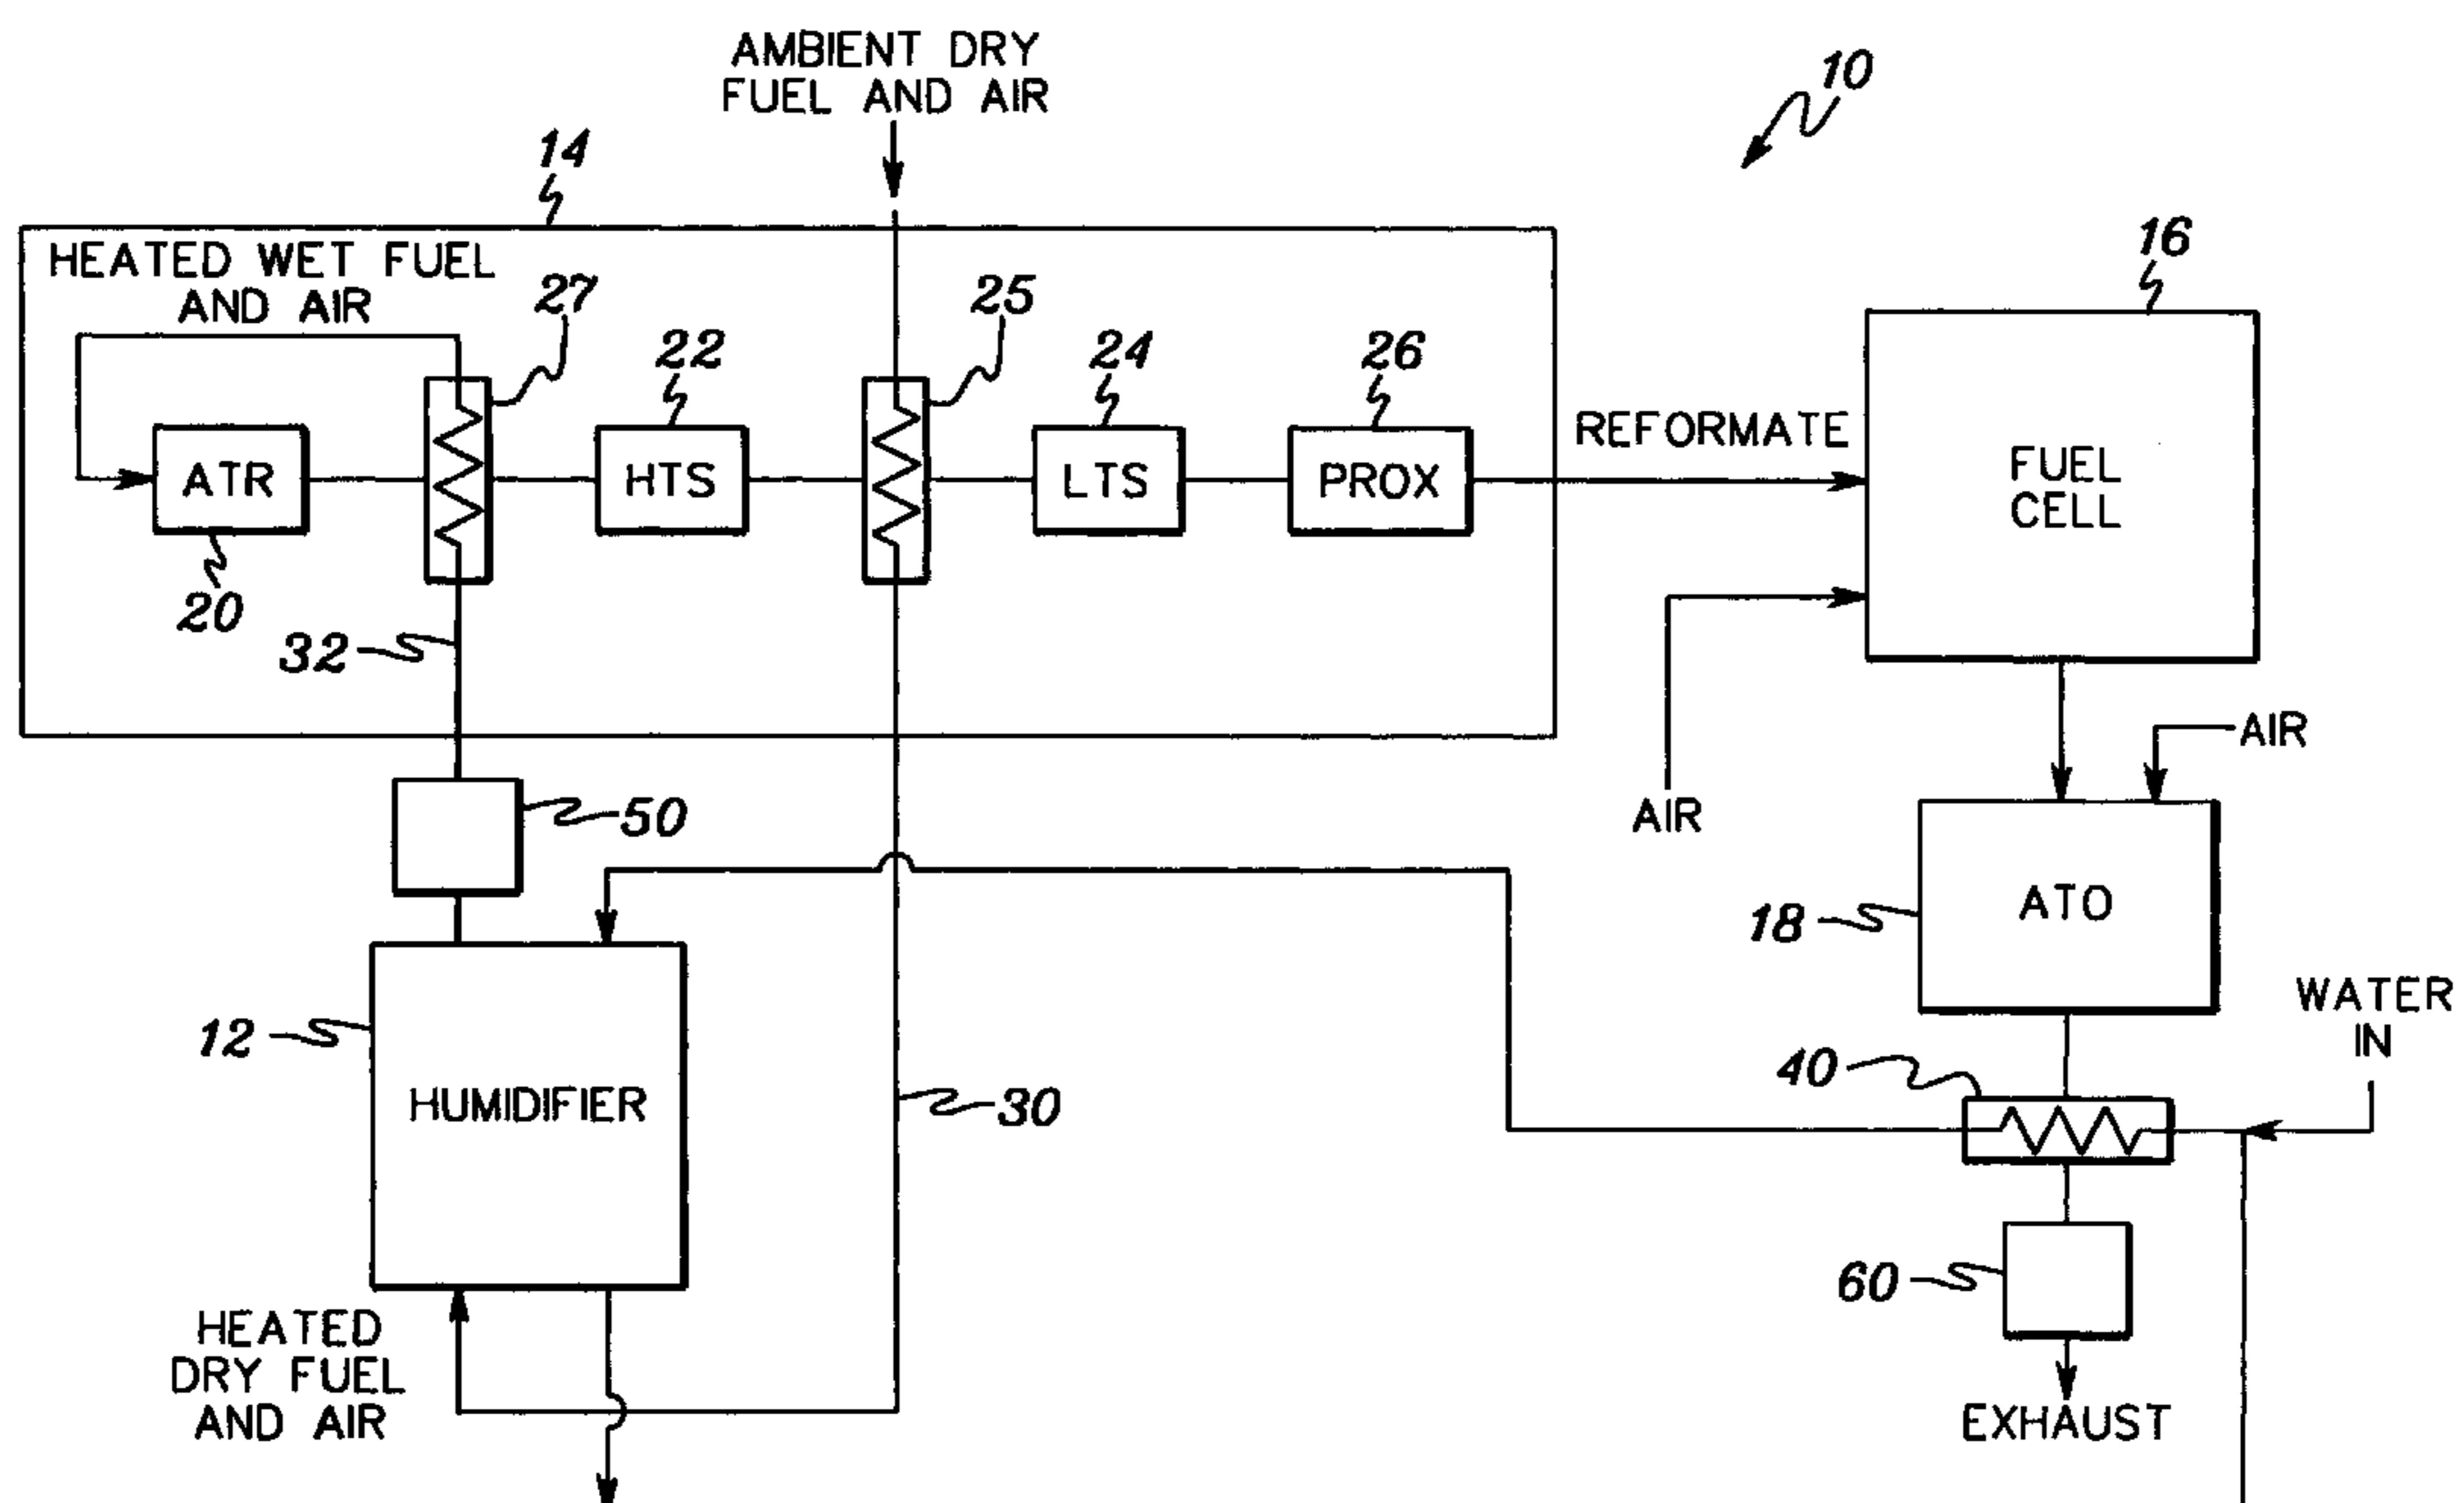 AMBIENT DRY
FUEL AND AIR
10
14
HEATED WET FUEL
AND AIR
27
25
16
22
24
26
ATR
HTS
LTS
PROX
REFORMATE
FUEL
CELL
20
32
AIR
AIR
50
ATO
18
WATER
IN
12
40
HUMIDIFIER
30
60
HEATED
DRY FUEL
AND AIR
EXHAUST